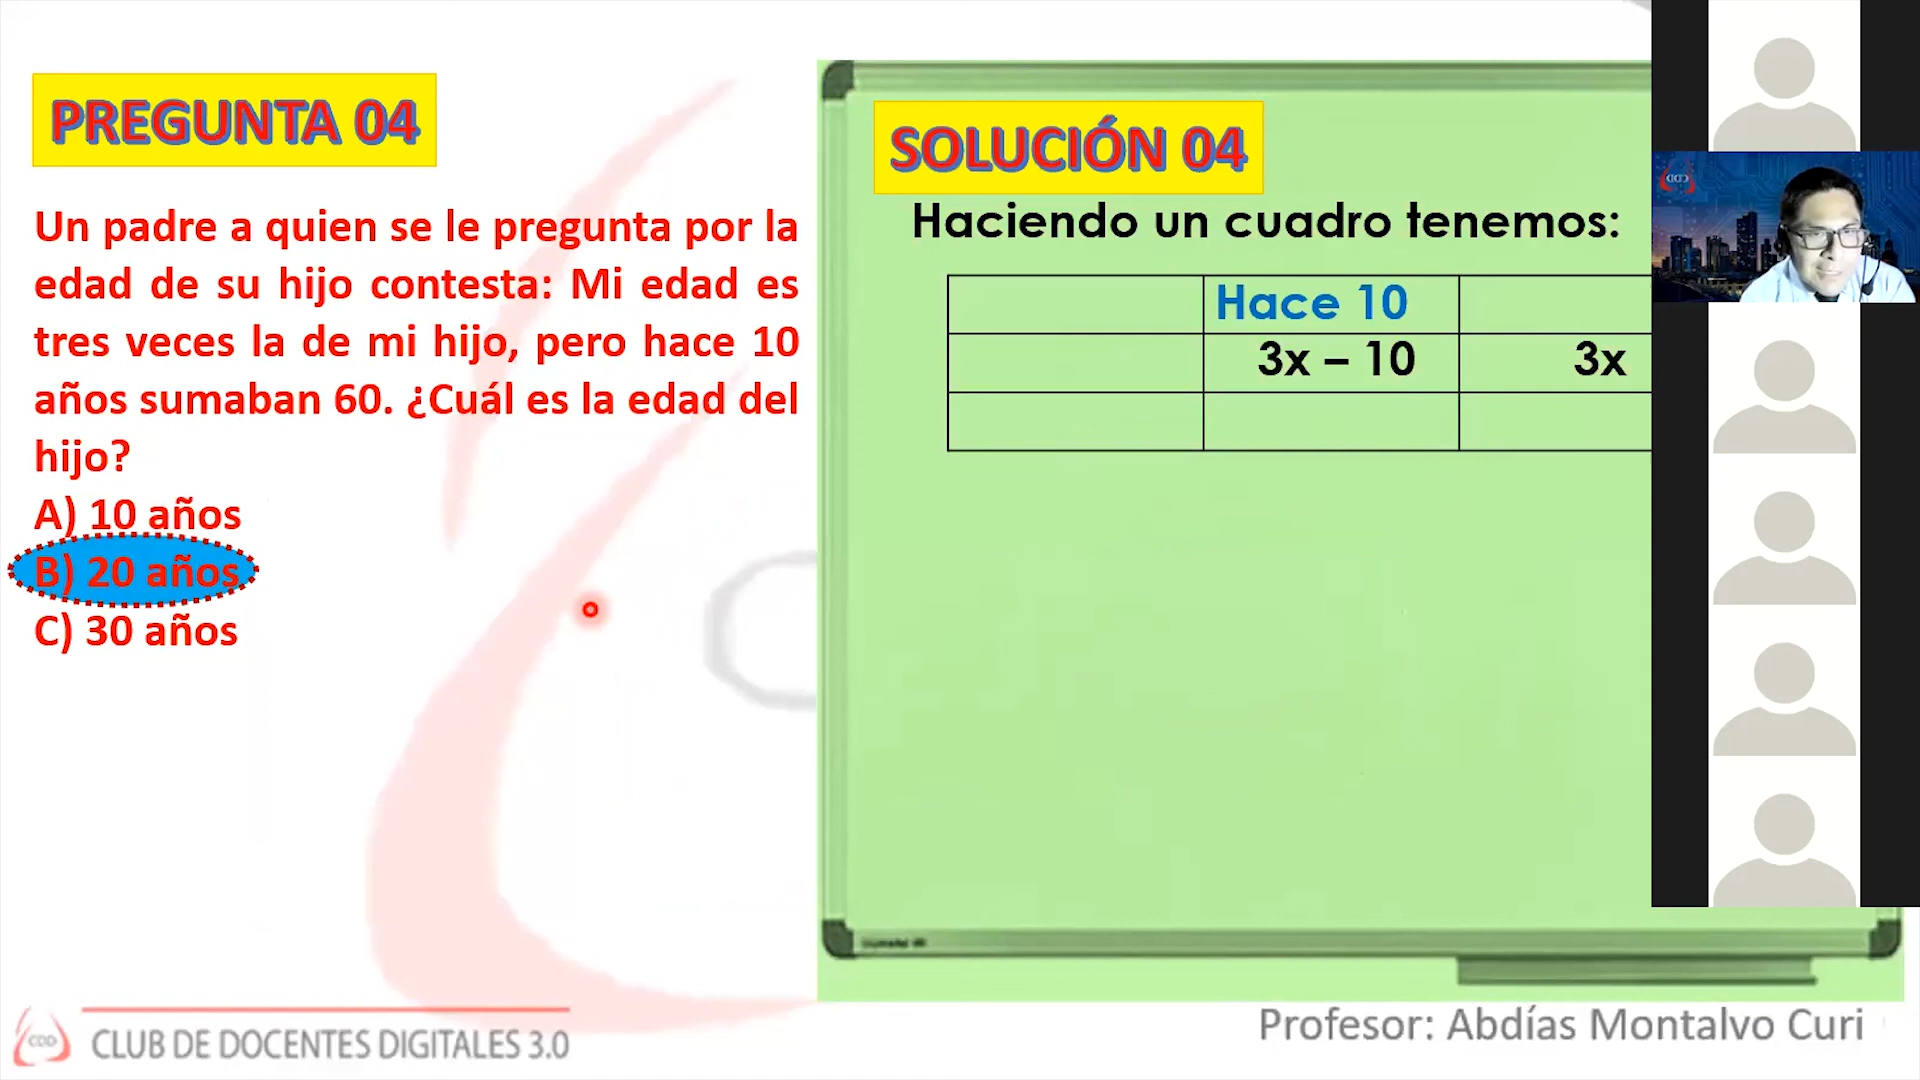 PREGUNTA 04
Un padre a quien se le pregunta por la
edad de su hijo contesta: Mi edad es
tres veces la de mi hijo, pero hace 10
años sumaban 60. ¿Cuál es la edad del
hijo?
A) 10 años
B) 20 años
C) 30 años
SOLUCIÓN 04
Haciendo un cuadro tenemos:
Hace 10
3x – 10
3x
CDD
CLUB DE DOCENTES DIGITALES 3.0
Profesor: Abdías Montalvo Curi